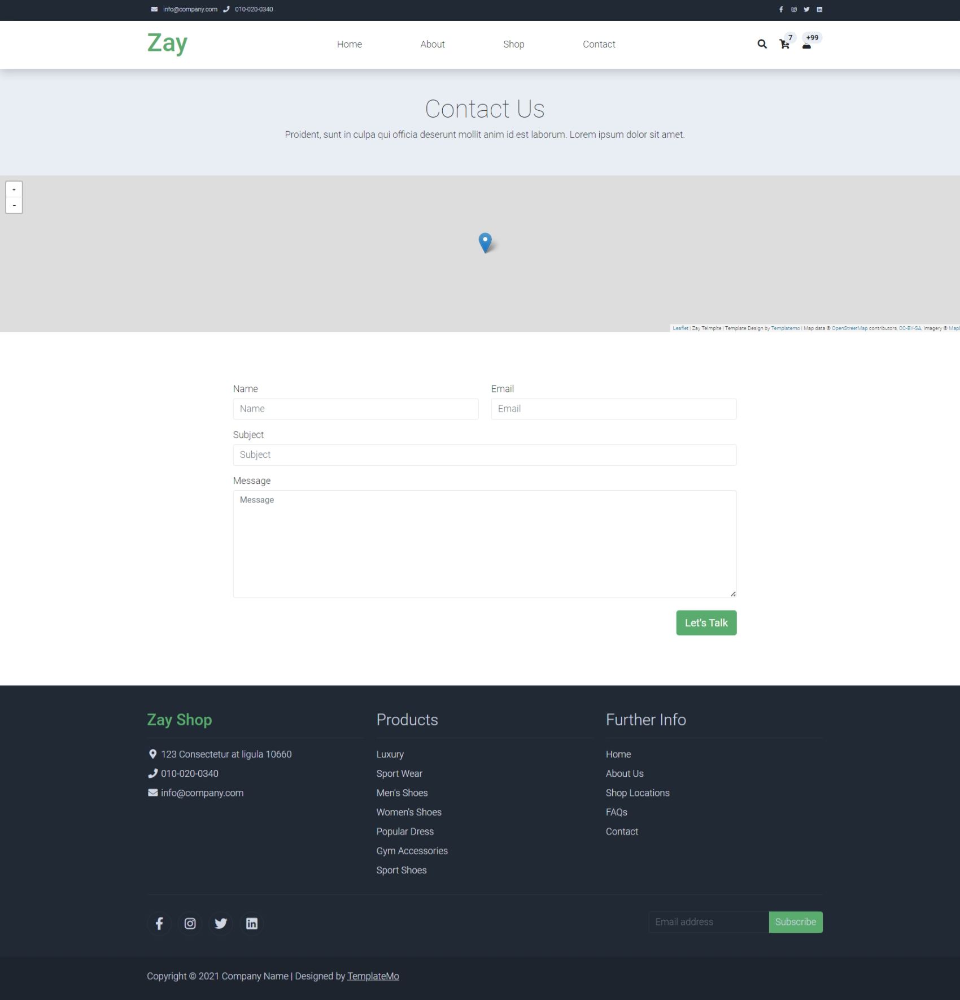 info@company.com 010-020-0340
Zay Home About Shop Contact 7 +99
Contact Us
Proident, sunt in culpa qui officia deserunt mollit anim id est laborum. Lorem ipsum dolor sit amet.
+
−
Leaflet | Zay Telmplte | Template Design by Templatemo | Map data © OpenStreetMap contributors, CC-BY-SA, Imagery ©
Name Email
Name Email
Subject
Subject
Message
Message
Let's Talk
Zay Shop
123 Consectetur at ligula 10660
010-020-0340
info@company.com
Products
Luxury
Sport Wear
Men's Shoes
Women's Shoes
Popular Dress
Gym Accessories
Sport Shoes
Further Info
Home
About Us
Shop Locations
FAQs
Contact
Email address Subscribe
Copyright © 2021 Company Name | Designed by TemplateMo